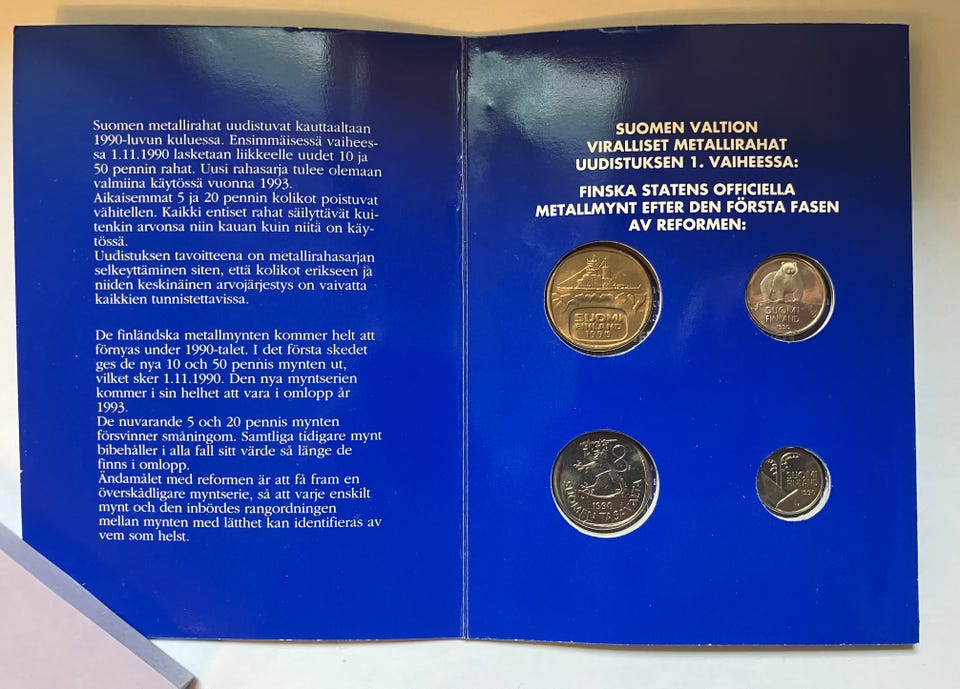 Suomen metallirahat uudistuvat kauttaaltaan
1990-luvun kuluessa. Ensimmäisessä vaihees-
sa 1.11.1990 lasketaan liikkeelle uudet 10 ja
50 pennin rahat. Uusi rahasarja tulee olemaan
valmiina käytössä vuonna 1993.
Aikaisemmat 5 ja 20 pennin kolikot poistuvat
vähitellen. Kaikki entiset rahat säilyttävät kui-
tenkin arvonsa niin kauan kuin niitä on käy-
tössä.
Uudistuksen tavoitteena on metallirahasarjan
selkeyttäminen siten, että kolikot erikseen ja
niiden keskinäinen arvojärjestys on vaivatta
kaikkien tunnistettavissa.
De finländska metallmynten kommer helt att
förnyas under 1990-talet. I det första skedet
ges de nya 10 och 50 pennis mynten ut,
vilket sker 1.11.1990. Den nya myntserien
kommer i sin helhet att vara i omlopp år
1993.
De nuvarande 5 och 20 pennis mynten
försvinner småningom. Samtliga tidigare mynt
bibehåller i alla fall sitt värde så länge de
finns i omlopp.
Ändamålet med reformen är att få fram en
överskådligare myntserie, så att varje enskilt
mynt och den inbördes rangordningen
mellan mynten med lätthet kan identifieras av
vem som helst.
SUOMEN VALTION
VIRALLISET METALLIRAHAT
UUDISTUKSEN 1. VAIHEESSA:
FINSKA STATENS OFFICIELLA
METALLMYNT EFTER DEN FÖRSTA FASEN
AV REFORMEN:
SUOMI
FINLAND
1990
SUOMI
FINLAND
1990
1990
SUOMEN TASAVALTA
SUOMI
FINLAND
1990